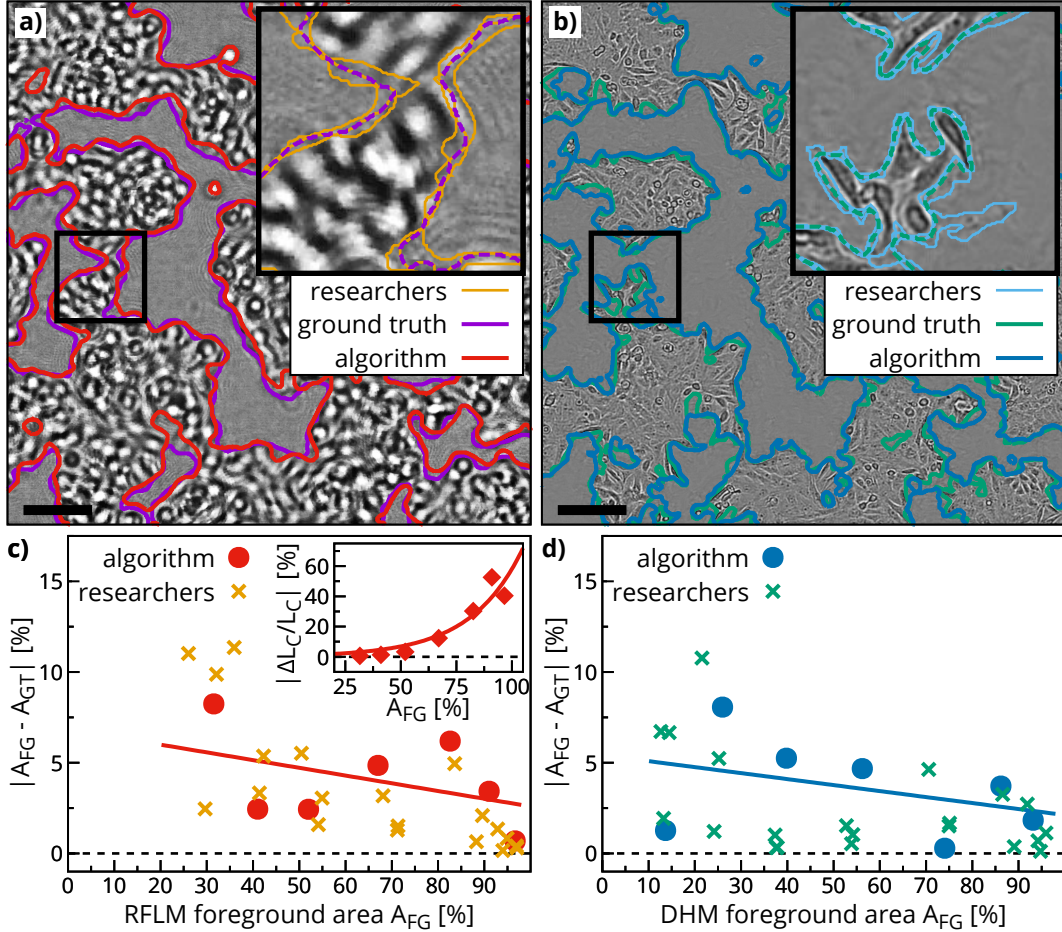 a)
researchers
ground truth
algorithm
b)
researchers
ground truth
algorithm
c)
algorithm
researchers
| A_FG - A_GT | [%]
15
10
5
0
0 10 20 30 40 50 60 70 80 90
RFLM foreground area A_FG [%]
| ΔL_C/L_C | [%]
60
40
20
0
25 50 75 100
A_FG [%]
d)
algorithm
researchers
| A_FG - A_GT | [%]
15
10
5
0
0 10 20 30 40 50 60 70 80 90
DHM foreground area A_FG [%]